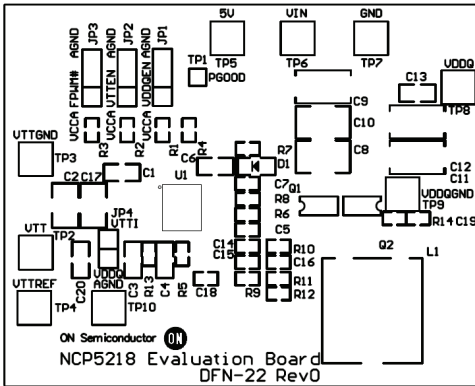 5V
VIN
GND
VDDQ
AGND
JP3
AGND
JP2
AGND
JP1
FPWM#
VTTEN
VDDQEN
VCCA
VCCA
VCCA
TP1
PGOOD
TP5
TP6
TP7
C13
TP8
C9
C10
C8
R3
R2
R1
R4
R7
D1
VTTGND
TP3
C6
C1
U1
C2
C17
C7
R8
R6
C5
Q1
C12
C11
VDDQGND
TP9
R14
C19
VTT
TP2
JP4
VTTI
VDDQ
C14
C15
R10
C16
Q2
L1
C20
C3
R13
C4
R5
C18
R9
R11
R12
VTTREF
TP4
AGND
TP10
ON Semiconductor
ON
NCP5218 Evaluation Board
DFN-22 Rev0